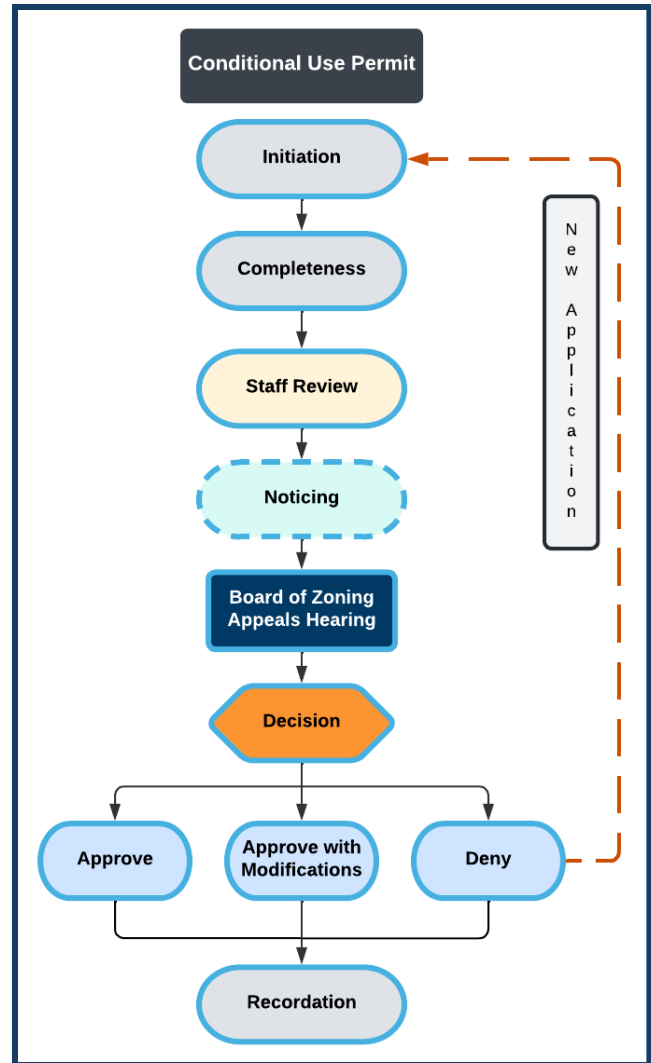 Conditional Use Permit
Initiation
Completeness
Staff Review
Noticing
Board of Zoning
Appeals Hearing
Decision
Approve
Approve with
Modifications
Deny
Recordation
New Application